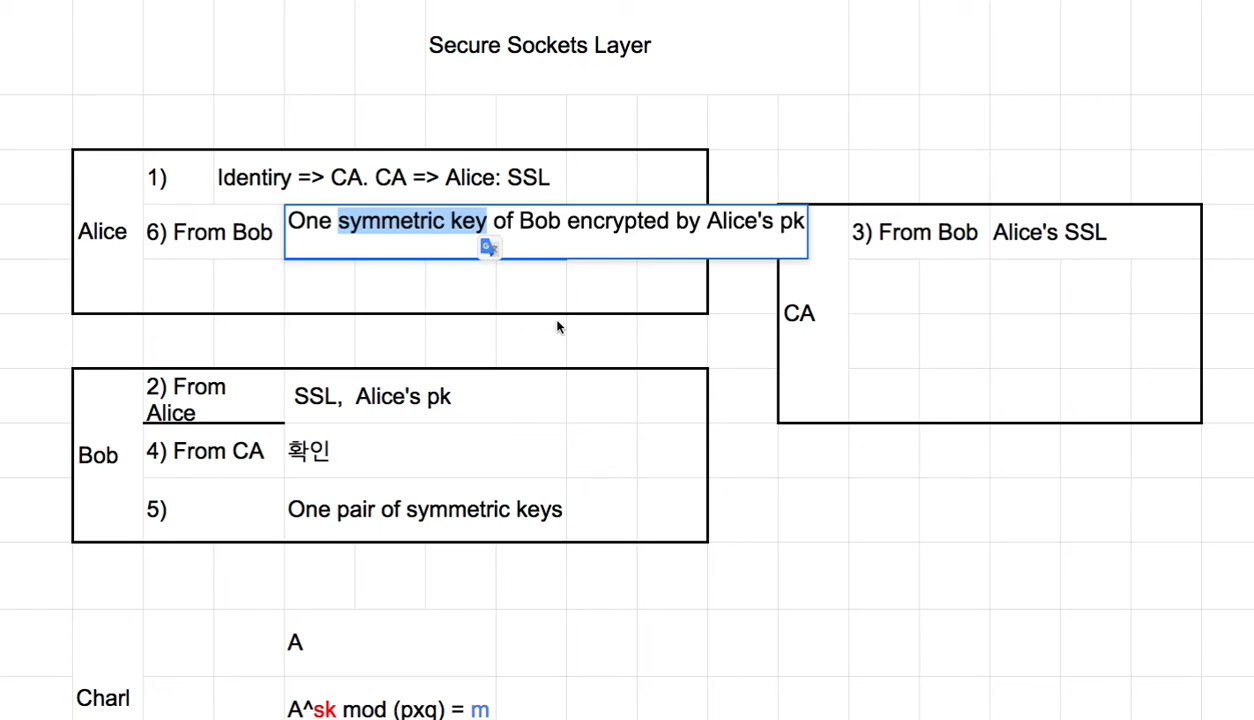 Secure Sockets Layer
1) Identiry => CA. CA => Alice: SSL
Alice
6) From Bob
One symmetric key of Bob encrypted by Alice's pk
3) From Bob Alice's SSL
CA
2) From
Alice
SSL, Alice's pk
Bob
4) From CA 확인
5) One pair of symmetric keys
A
Charl
A^sk mod (pxq) = m